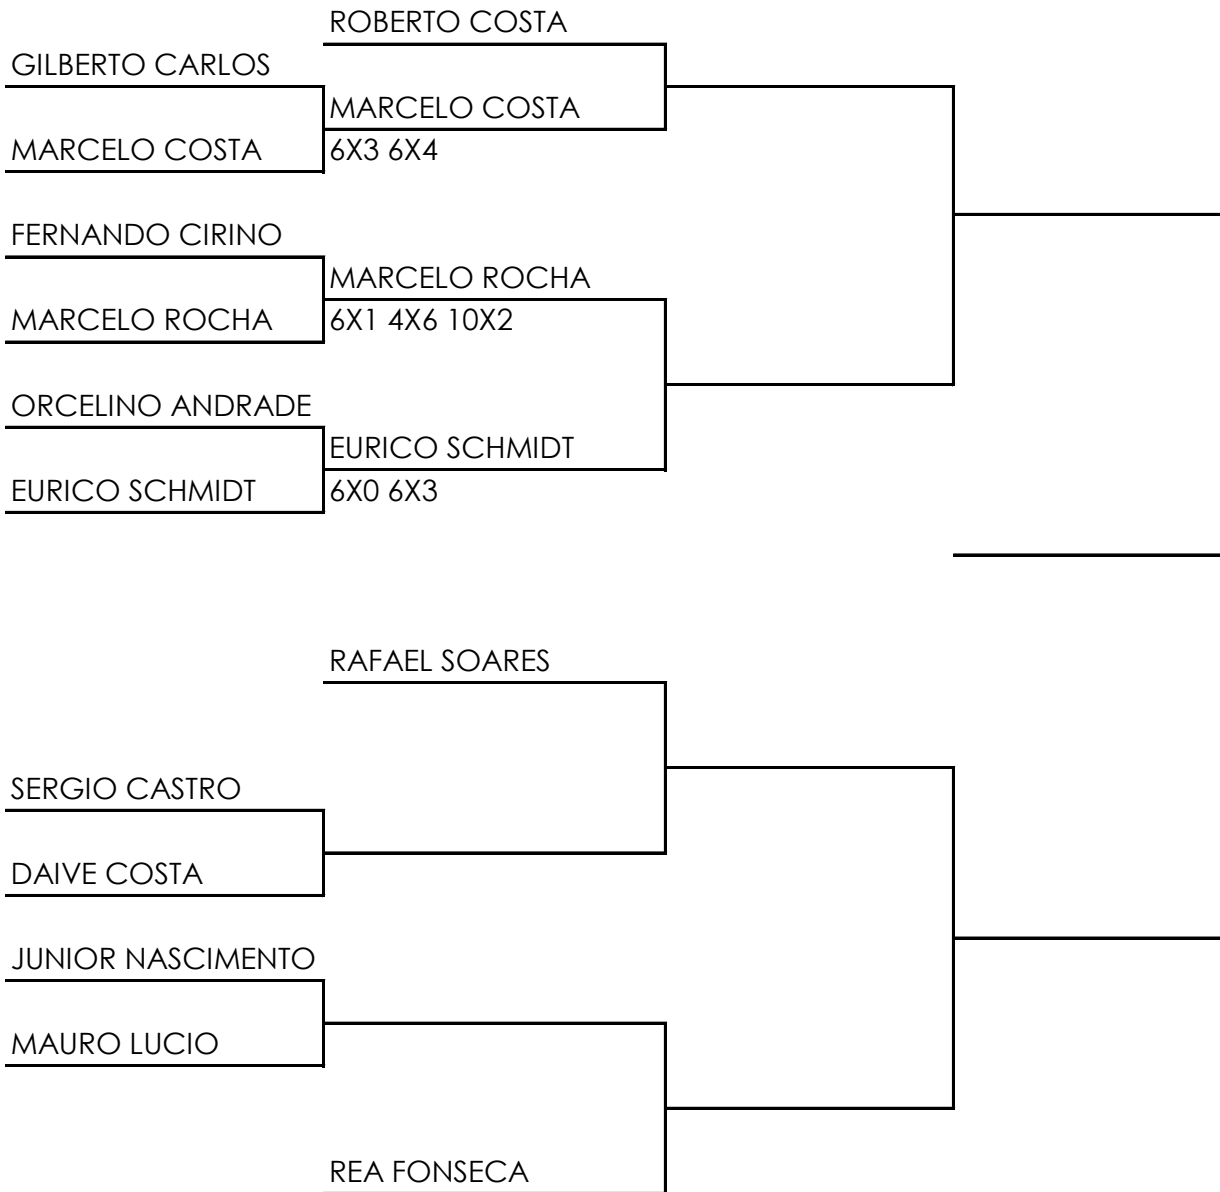 ROBERTO COSTA
GILBERTO CARLOS
MARCELO COSTA
MARCELO COSTA
6X3 6X4
FERNANDO CIRINO
MARCELO ROCHA
MARCELO ROCHA
6X1 4X6 10X2
ORCELINO ANDRADE
EURICO SCHMIDT
EURICO SCHMIDT
6X0 6X3
RAFAEL SOARES
SERGIO CASTRO
DAIVE COSTA
JUNIOR NASCIMENTO
MAURO LUCIO
REA FONSECA